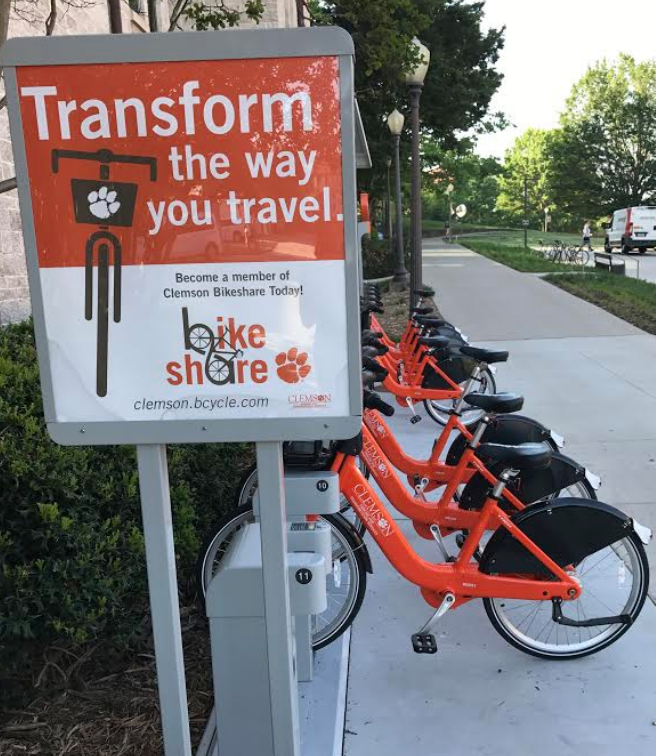 Transform
the way
you travel.
Become a member of
Clemson Bikeshare Today!
bike
share
clemson.bcycle.com
CLEMSON
10
11
CLEMSON
CLEMSON
CLEMSON